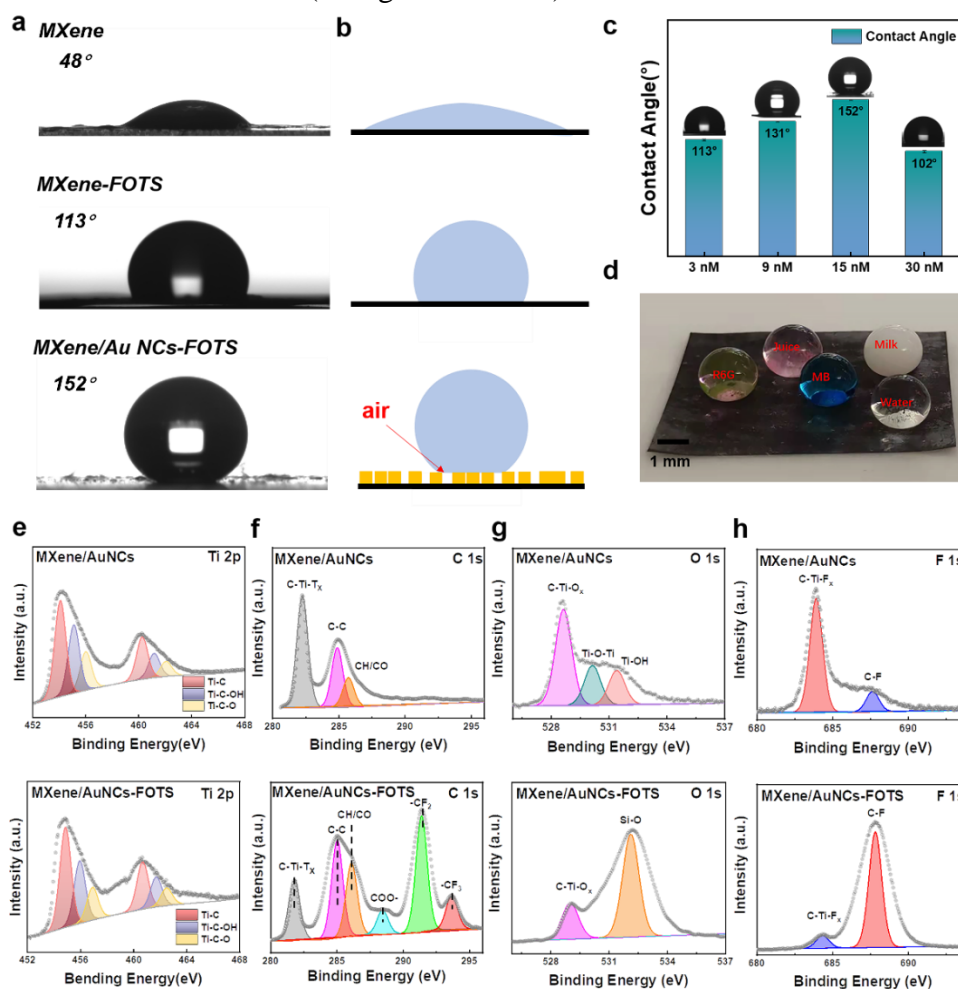 a
MXene
48°
b
c
Contact Angle
Contact Angle(°)
113°
131°
152°
102°
3 nM
9 nM
15 nM
30 nM
MXene-FOTS
113°
MXene/Au NCs-FOTS
152°
air
d
R6G
Juice
MB
Milk
Water
1 mm
e
MXene/AuNCs
Ti 2p
Intensity (a.u.)
Ti-C
Ti-C-OH
Ti-C-O
452
456
460
464
468
Binding Energy(eV)
f
MXene/AuNCs
C 1s
Intensity (a.u.)
C-Ti-Tx
C-C
CH/CO
280
285
290
295
Binding Energy (eV)
g
MXene/AuNCs
O 1s
Intensity (a.u.)
C-Ti-Ox
Ti-O-Ti
Ti-OH
528
531
534
537
Bending Energy (eV)
h
MXene/AuNCs
F 1s
Intensity (a.u.)
C-Ti-Fx
C-F
680
685
690
Binding Energy (eV)
MXene/AuNCs-FOTS
Ti 2p
Intensity (a.u.)
Ti-C
Ti-C-OH
Ti-C-O
452
456
460
464
468
Bending Energy (eV)
MXene/AuNCs-FOTS
C 1s
Intensity (a.u.)
C-Ti-Tx
C-C
CH/CO
COO-
-CF2
-CF3
280
285
290
295
Binding Energy (eV)
MXene/AuNCs-FOTS
O 1s
Intensity (a.u.)
C-Ti-Ox
Si-O
528
531
534
537
Bending Energy (eV)
MXene/AuNCs-FOTS
F 1s
Intensity (a.u.)
C-Ti-Fx
C-F
680
685
690
Binding Energy (eV)